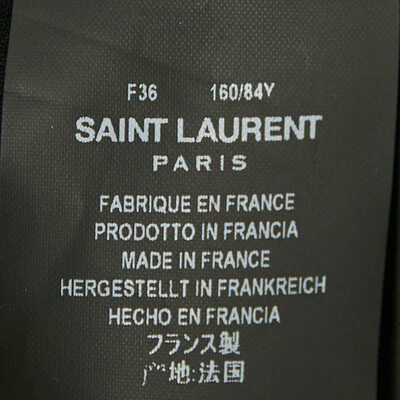 F36 160/84Y
SAINT LAURENT
PARIS
FABRIQUE EN FRANCE
PRODOTTO IN FRANCIA
MADE IN FRANCE
HERGESTELLT IN FRANKREICH
HECHO EN FRANCIA
フランス製
产地:法国